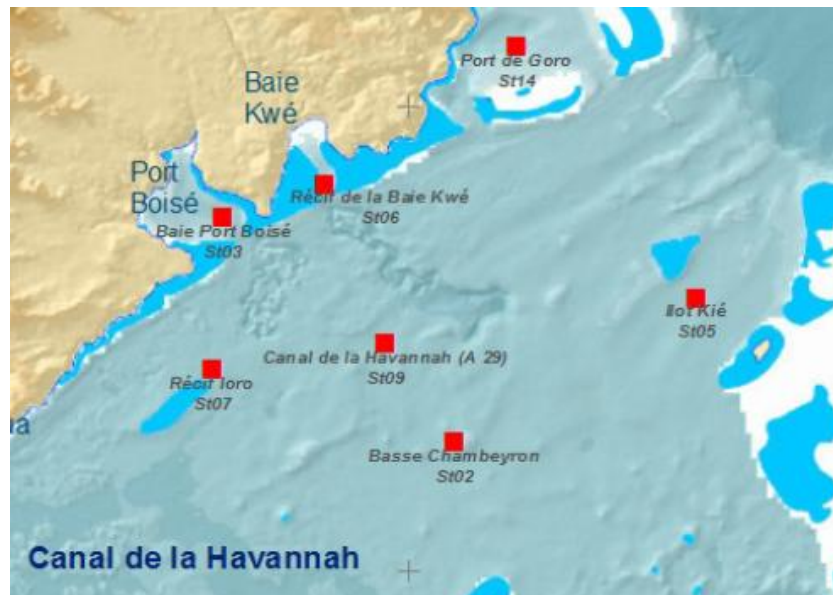 Port de Goro
St14
Baie
Kwé
Port
Boisé
Récif de la Baie Kwé
St06
Baie Port Boisé
St03
Ilot Kié
St05
Canal de la Havannah (A 29)
St09
Récif Ioro
St07
a
Basse Chambeyron
St02
Canal de la Havannah